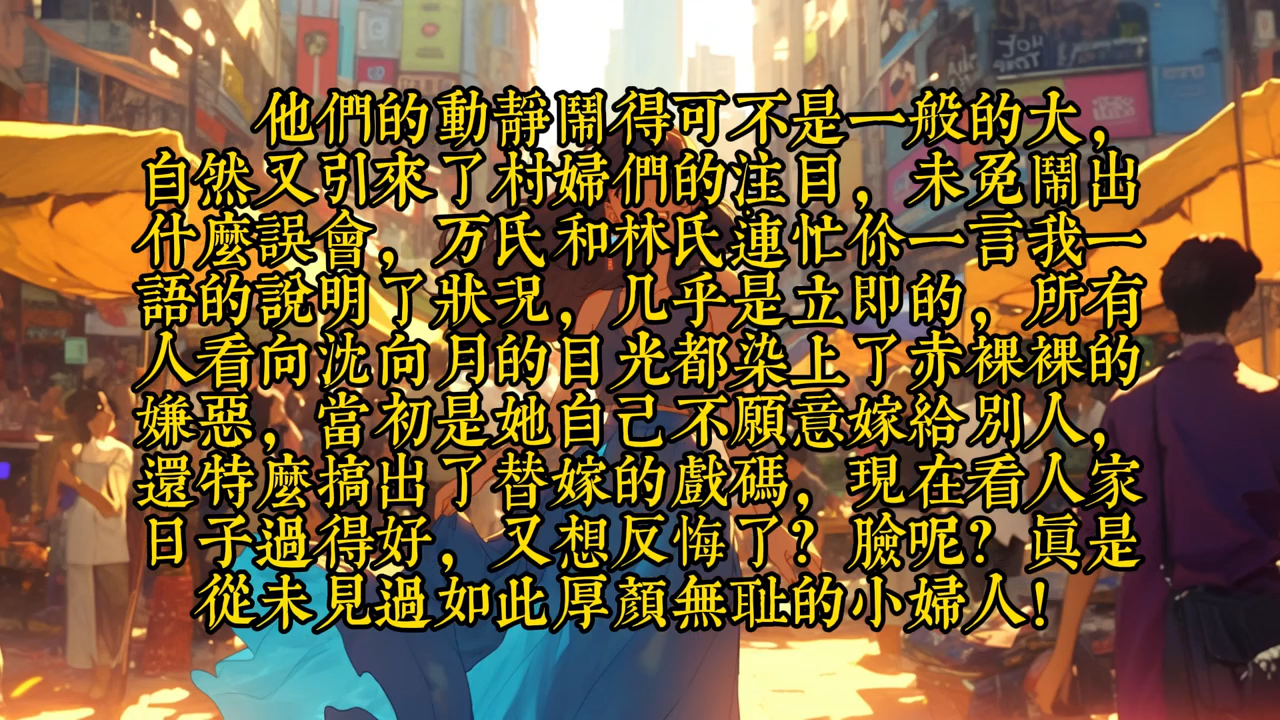 他們的動靜鬧得可不是一般的大，
自然又引來了村婦們的注目，未免鬧出
什麼誤會，万氏和林氏連忙你一言我一
語的說明了狀況，几乎是立即的，所有
人看向沈向月的目光都染上了赤裸裸的
嫌惡，當初是她自己不願意嫁給別人，
還特麼搞出了替嫁的戲碼，現在看人家
日子過得好，又想反悔了？臉呢？真是
從未見過如此厚顏無耻的小婦人！